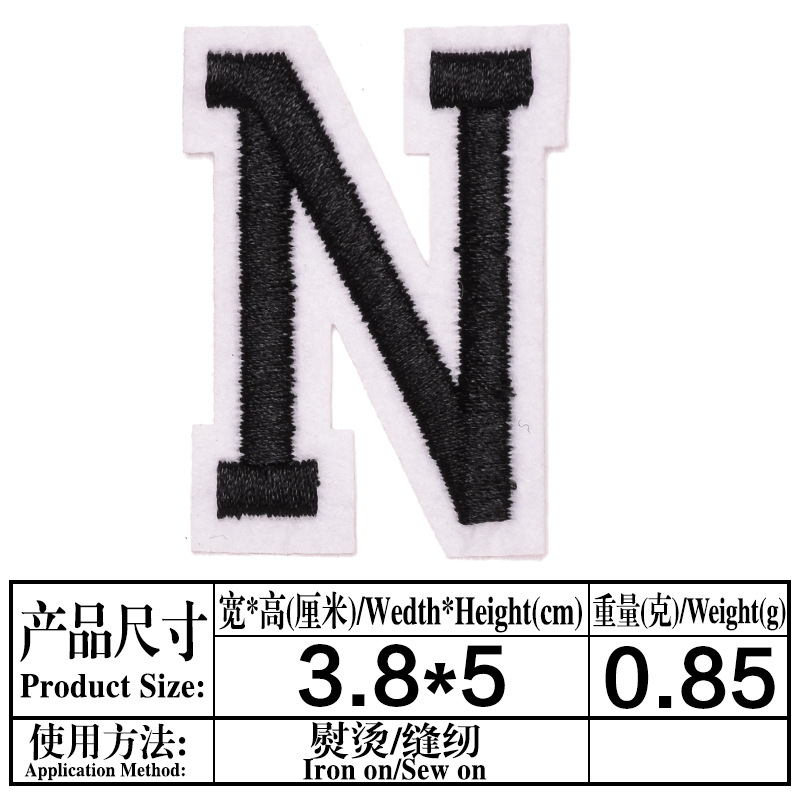 N
产品尺寸
Product Size:
宽*高(厘米)/Wedth*Height(cm)
重量(克)/Weight(g)
3.8*5
0.85
使用方法:
Application Method:
熨烫/缝纫
Iron on/Sew on